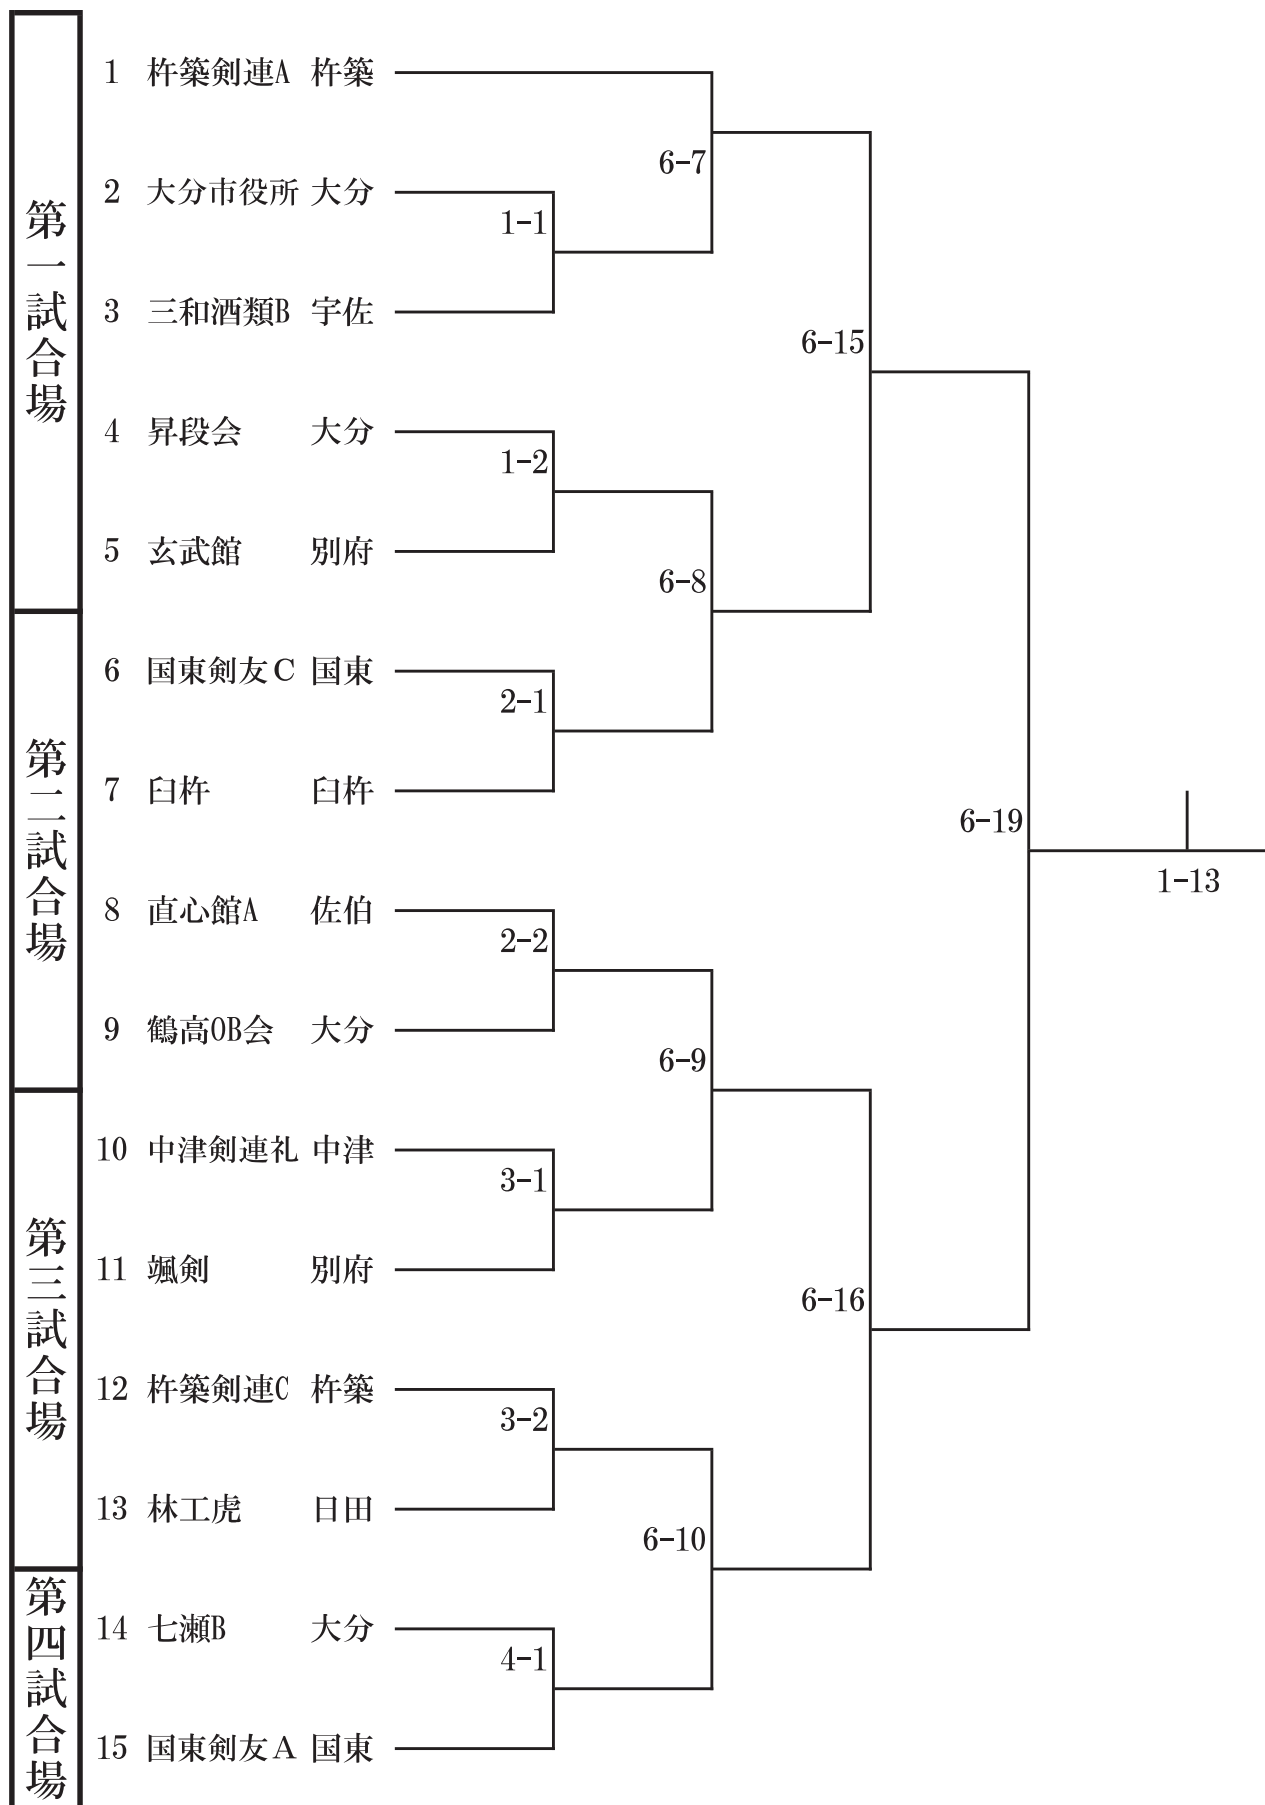 第一試合場
1 杵築剣連A 杵築
2 大分市役所 大分
3 三和酒類B 宇佐
4 昇段会 大分
5 玄武館 別府
第二試合場
6 国東剣友C 国東
7 臼杵 臼杵
8 直心館A 佐伯
9 鶴高OB会 大分
第三試合場
10 中津剣連礼 中津
11 颯剣 別府
12 杵築剣連C 杵築
13 林工虎 日田
第四試合場
14 七瀬B 大分
15 国東剣友A 国東
1-1
1-2
2-1
2-2
3-1
3-2
4-1
6-7
6-8
6-9
6-10
6-15
6-16
6-19
1-13